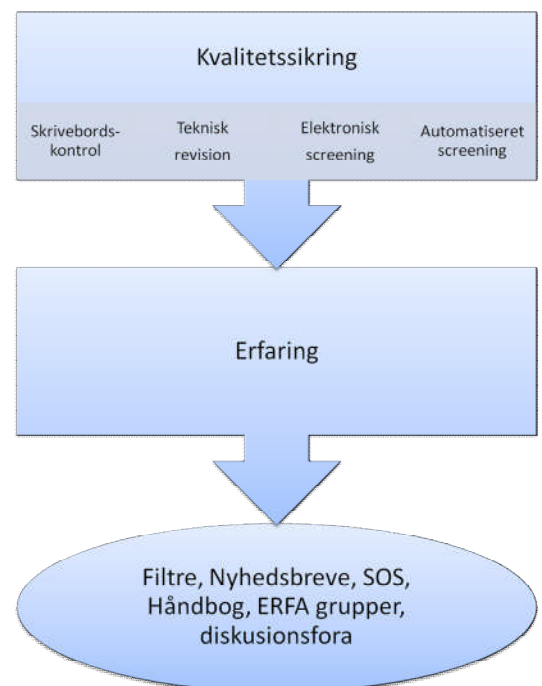 Kvalitetssikring
Skrivebords-
kontrol
Teknisk
revision
Elektronisk
screening
Automatiseret
screening
Erfaring
Filtre, Nyhedsbreve, SOS,
Håndbog, ERFA grupper,
diskusionsfora